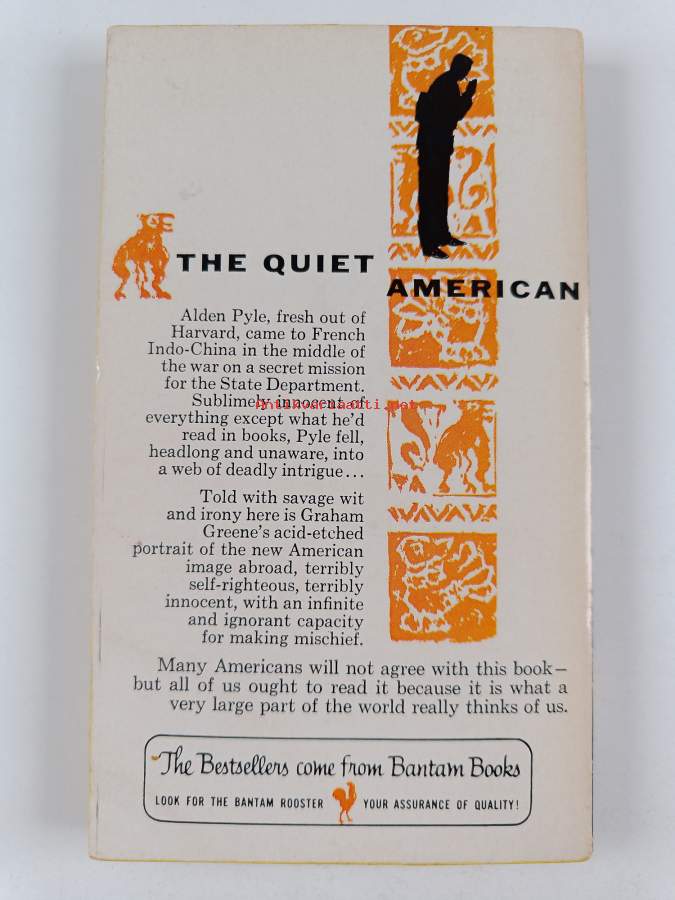 THE QUIET
AMERICAN
Alden Pyle, fresh out of
Harvard, came to French
Indo-China in the middle of
the war on a secret mission
for the State Department.
Sublimely innocent of
Antikvariaatti.net
everything except what he'd
read in books, Pyle fell,
headlong and unaware, into
a web of deadly intrigue...
Told with savage wit
and irony here is Graham
Greene's acid-etched
portrait of the new American
image abroad, terribly
self-righteous, terribly
innocent, with an infinite
and ignorant capacity
for making mischief.
Many Americans will not agree with this book—
but all of us ought to read it because it is what a
very large part of the world really thinks of us.
The Bestsellers come from Bantam Books
LOOK FOR THE BANTAM ROOSTER YOUR ASSURANCE OF QUALITY!